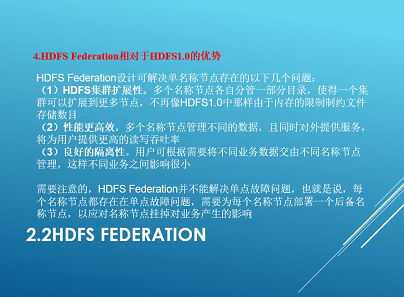 4.HDFS Federation相对于HDFS1.0的优势
HDFS Federation设计可解决单名称节点存在的以下几个问题：
（1）HDFS集群扩展性。多个名称节点各自分管一部分目录，使得一个集
群可以扩展到更多节点，不再像HDFS1.0中那样由于内存的限制制约文件
存储数目
（2）性能更高效。多个名称节点管理不同的数据，且同时对外提供服务，
将为用户提供更高的读写吞吐率
（3）良好的隔离性。用户可根据需要将不同业务数据交由不同名称节点
管理，这样不同业务之间影响很小
需要注意的，HDFS Federation并不能解决单点故障问题，也就是说，每
个名称节点都存在在单点故障问题，需要为每个名称节点部署一个后备名
称节点，以应对名称节点挂掉对业务产生的影响
2.2HDFS FEDERATION